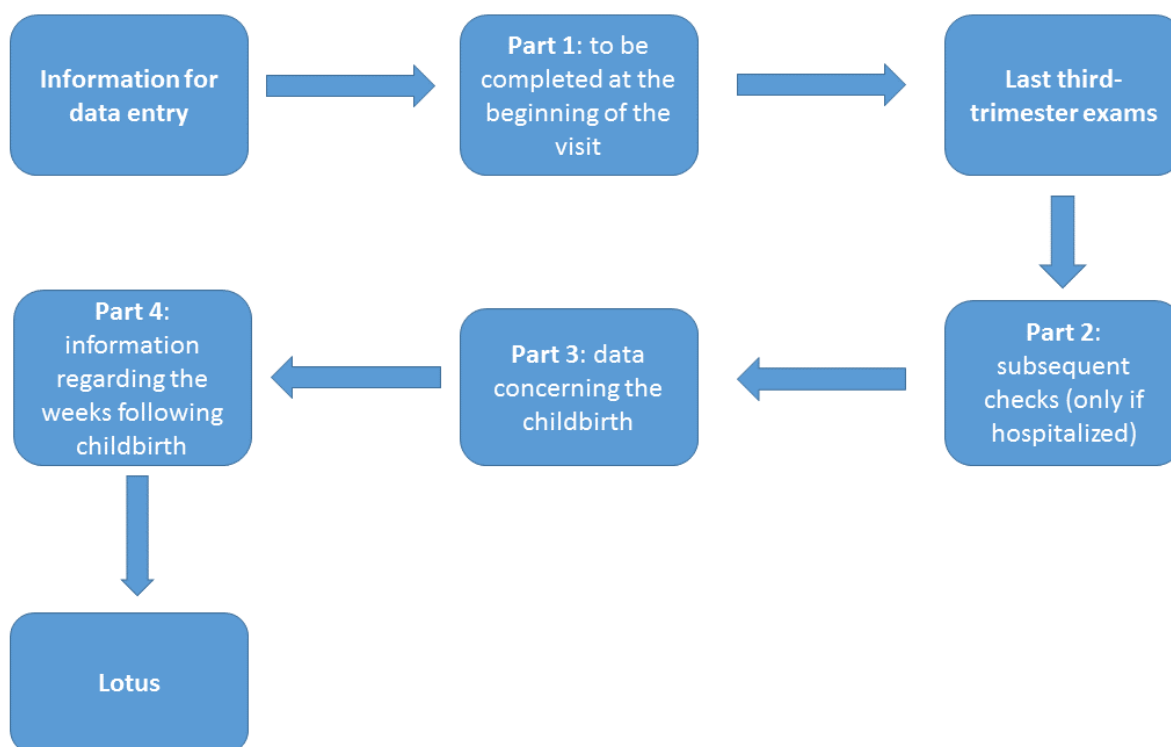 Information for
data entry
Part 1: to be
completed at the
beginning of the
visit
Last third-
trimester exams
Part 2:
subsequent
checks (only if
hospitalized)
Part 3: data
concerning the
childbirth
Part 4:
information
regarding the
weeks following
childbirth
Lotus